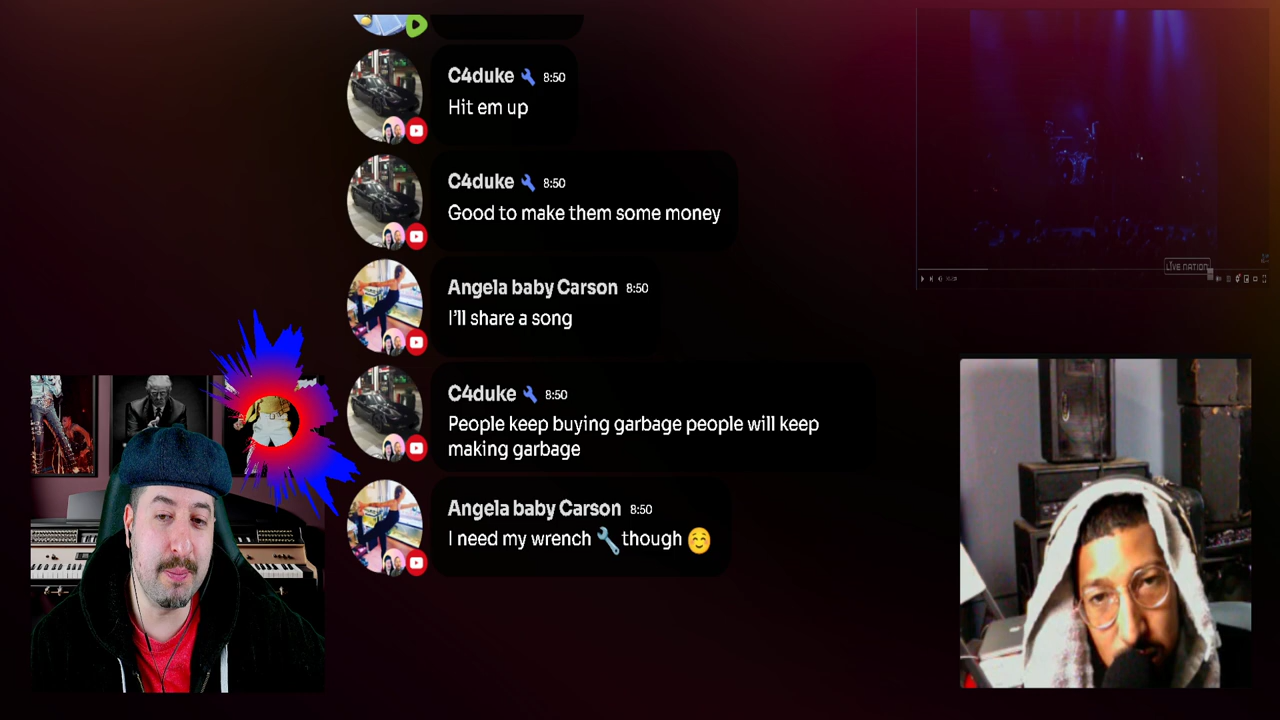 C4duke 🔧 8:50
Hit em up
C4duke 🔧 8:50
Good to make them some money
Angela baby Carson 8:50
I'll share a song
C4duke 🔧 8:50
People keep buying garbage people will keep
making garbage
Angela baby Carson 8:50
I need my wrench 🔧 though ☺️
LIVE NATION